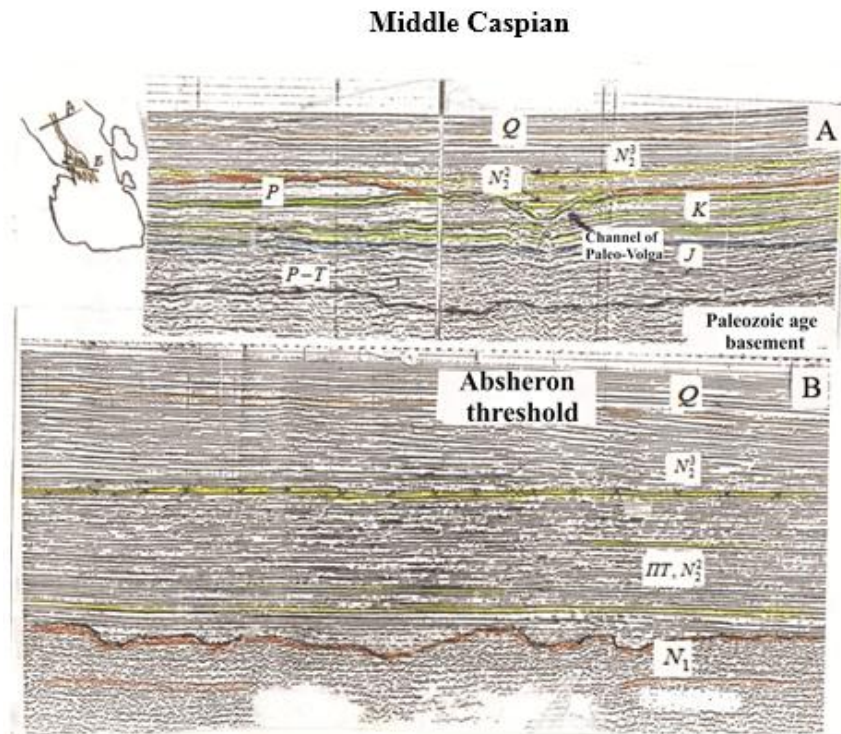 Middle Caspian
A
B
Q
A
N₂³
N₂²
P
K
Channel of
Paleo-Volga
J
P – T
Paleozoic age
basement
Absheron
threshold
Q
B
N₂³
ПТ, N₂²
N₁